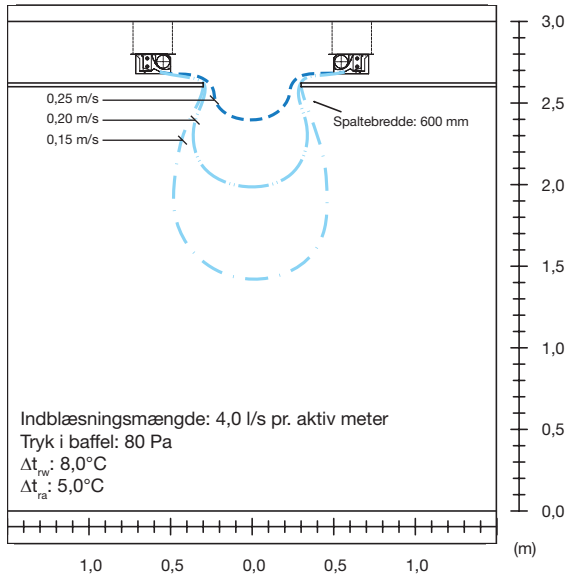 3,0
0,25 m/s
2,5
0,20 m/s
Spaltebredde: 600 mm
0,15 m/s
2,0
1,5
1,0
Indblæsningsmængde: 4,0 l/s pr. aktiv meter
0,5
Tryk i baffel: 80 Pa
Δt_rw: 8,0°C
Δt_ra: 5,0°C
0,0
(m)
1,0 0,5 0,0 0,5 1,0